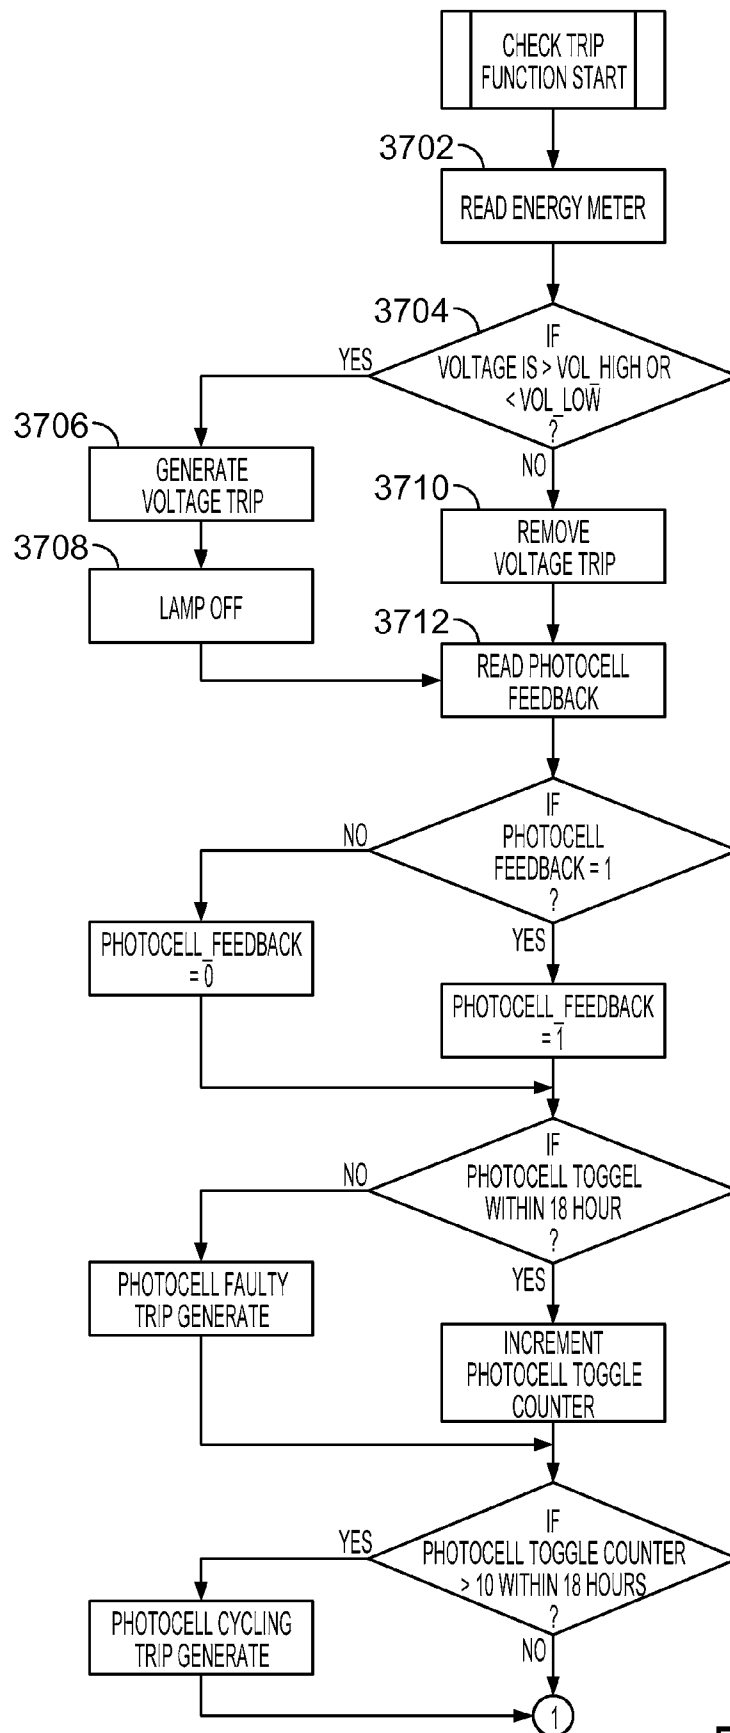 CHECK TRIP
FUNCTION START
3702
READ ENERGY METER
3704
IF
VOLTAGE IS > VOL_HIGH OR
< VOL_LOW
?
YES
NO
3706
GENERATE
VOLTAGE TRIP
3710
REMOVE
VOLTAGE TRIP
3708
LAMP OFF
3712
READ PHOTOCELL
FEEDBACK
IF
PHOTOCELL
FEEDBACK = 1
?
NO
YES
PHOTOCELL_FEEDBACK
= 0
PHOTOCELL_FEEDBACK
= 1
IF
PHOTOCELL TOGGEL
WITHIN 18 HOUR
?
NO
YES
PHOTOCELL FAULTY
TRIP GENERATE
INCREMENT
PHOTOCELL TOGGLE
COUNTER
IF
PHOTOCELL TOGGLE COUNTER
> 10 WITHIN 18 HOURS
?
YES
NO
PHOTOCELL CYCLING
TRIP GENERATE
1